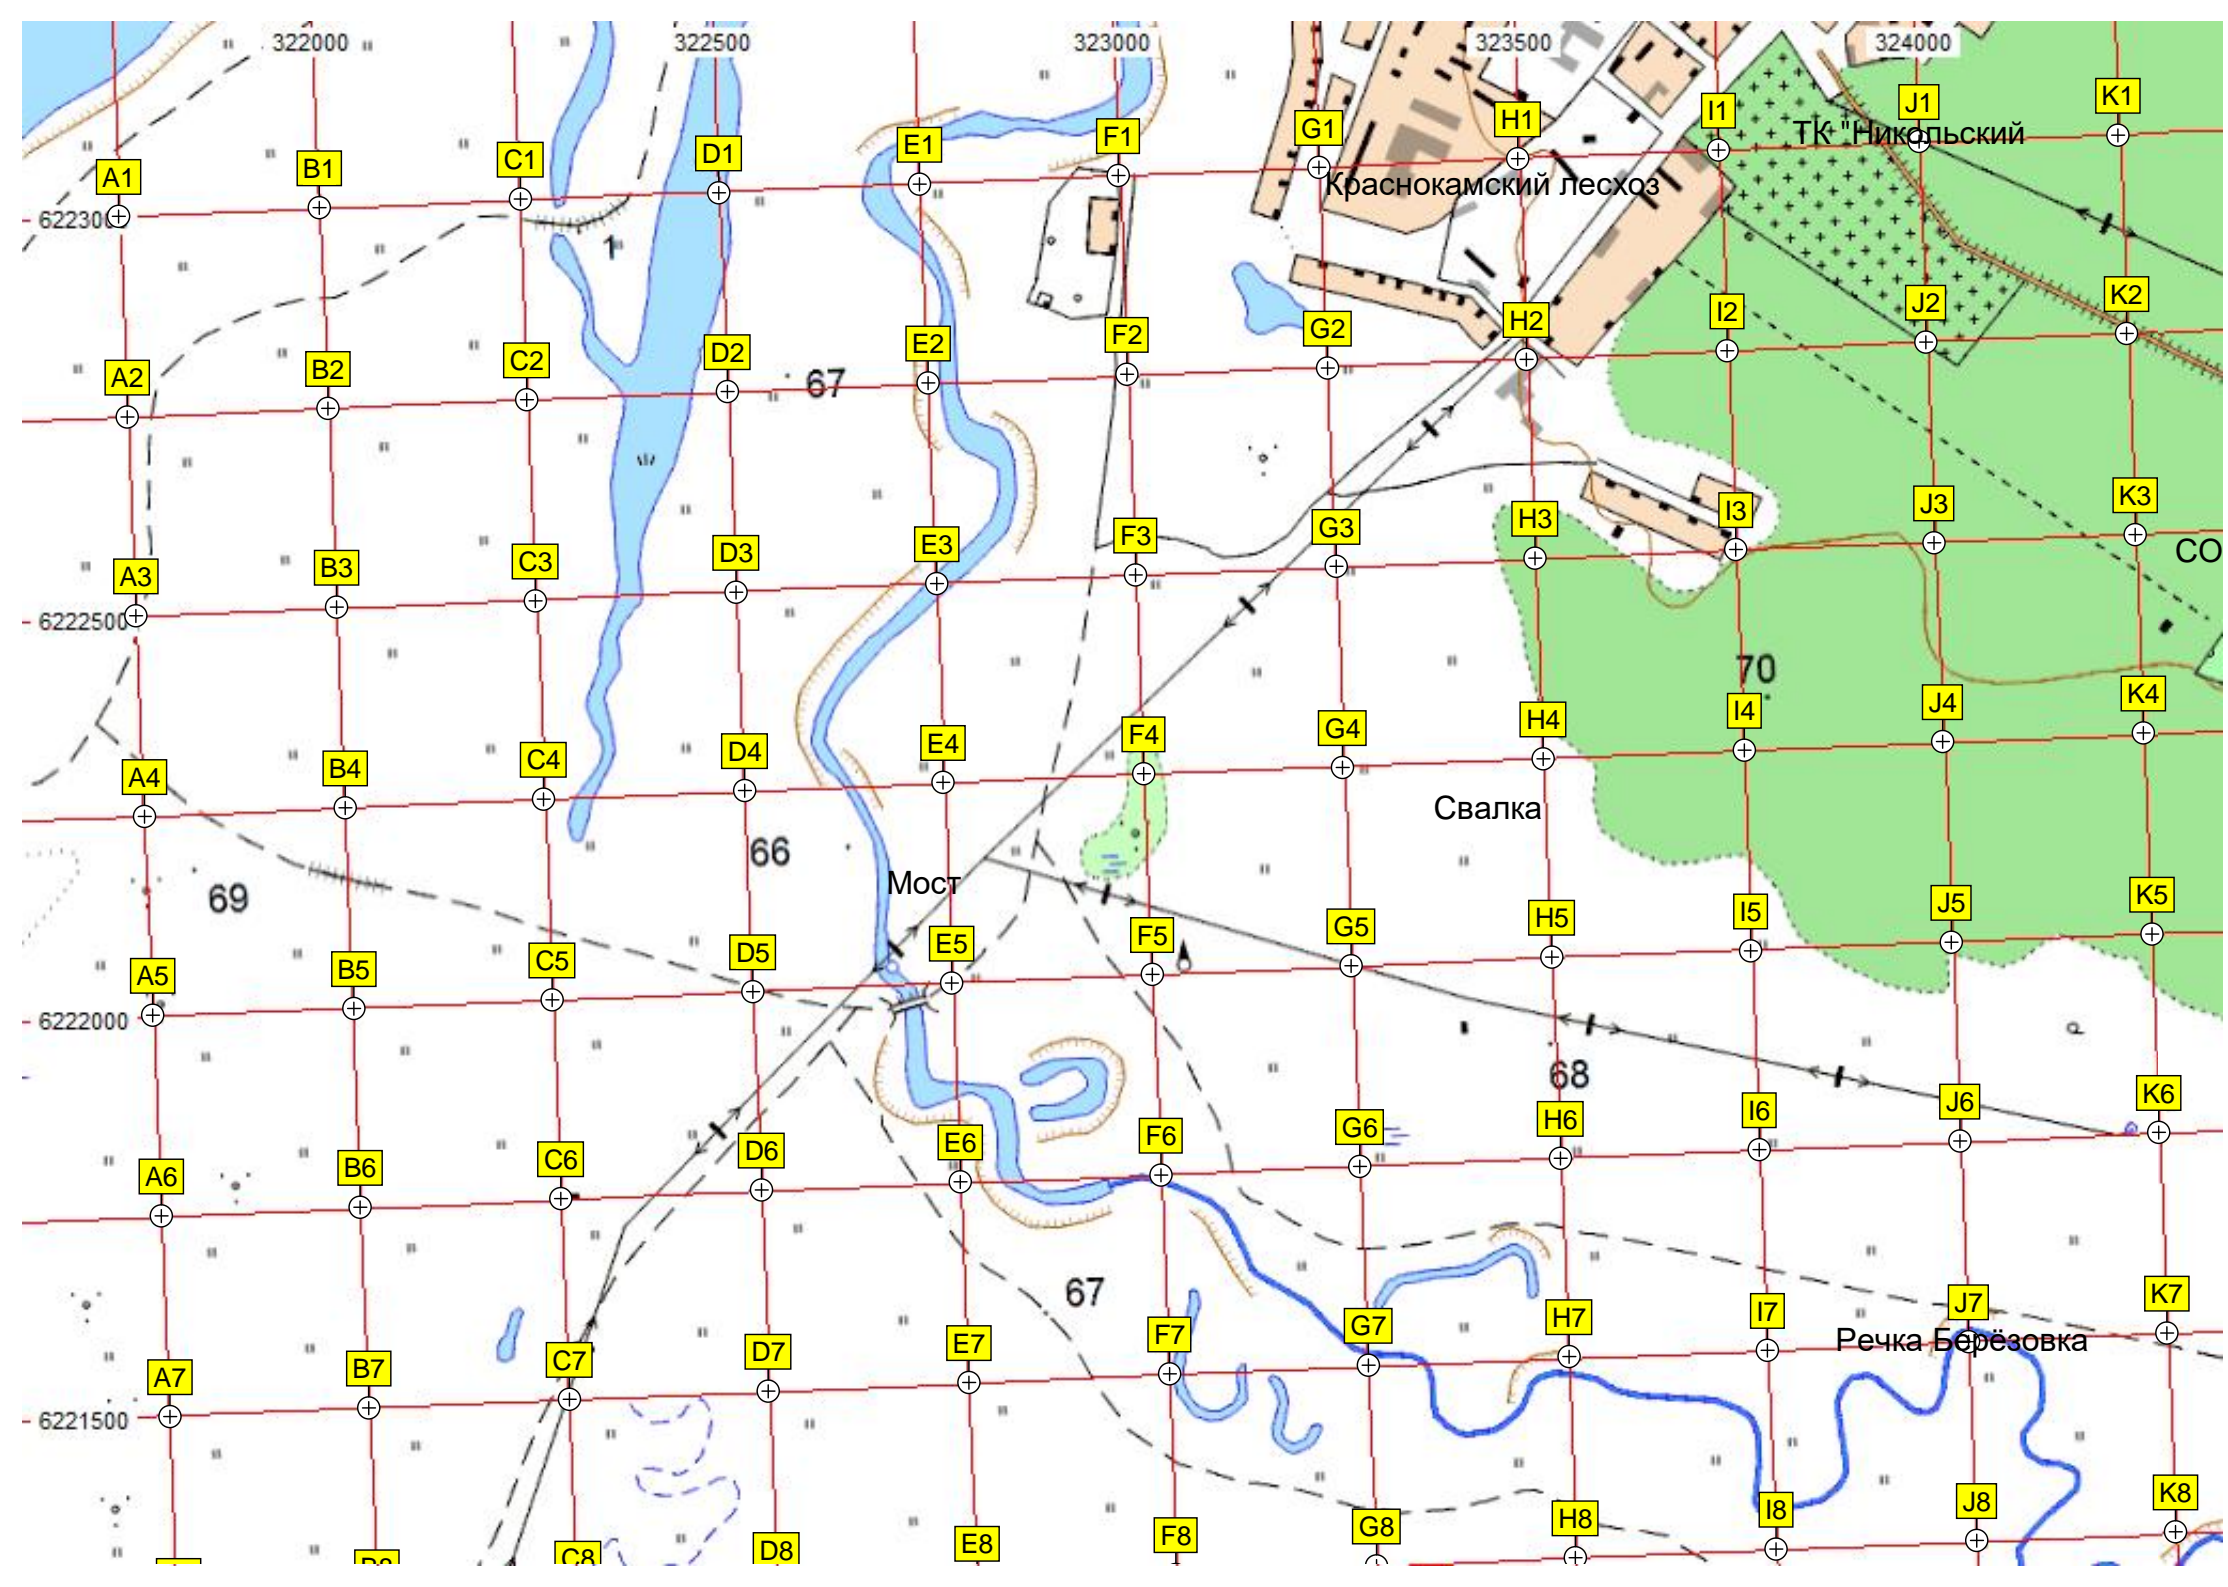 322000 322500 323000 323500 324000
A1 B1 C1 D1 E1 F1 G1 H1 I1 J1 K1
ТК "Никольский
Краснокамский лесхоз
6223000
1
A2 B2 C2 D2 E2 F2 G2 H2 I2 J2 K2
67
A3 B3 C3 D3 E3 F3 G3 H3 I3 J3 K3
СО
6222500
70
A4 B4 C4 D4 E4 F4 G4 H4 I4 J4 K4
Свалка
66
Мост
69
A5 B5 C5 D5 E5 F5 G5 H5 I5 J5 K5
6222000
68
A6 B6 C6 D6 E6 F6 G6 H6 I6 J6 K6
67
A7 B7 C7 D7 E7 F7 G7 H7 I7 J7 K7
Речка Берёзовка
6221500
C8 D8 E8 F8 G8 H8 I8 J8 K8